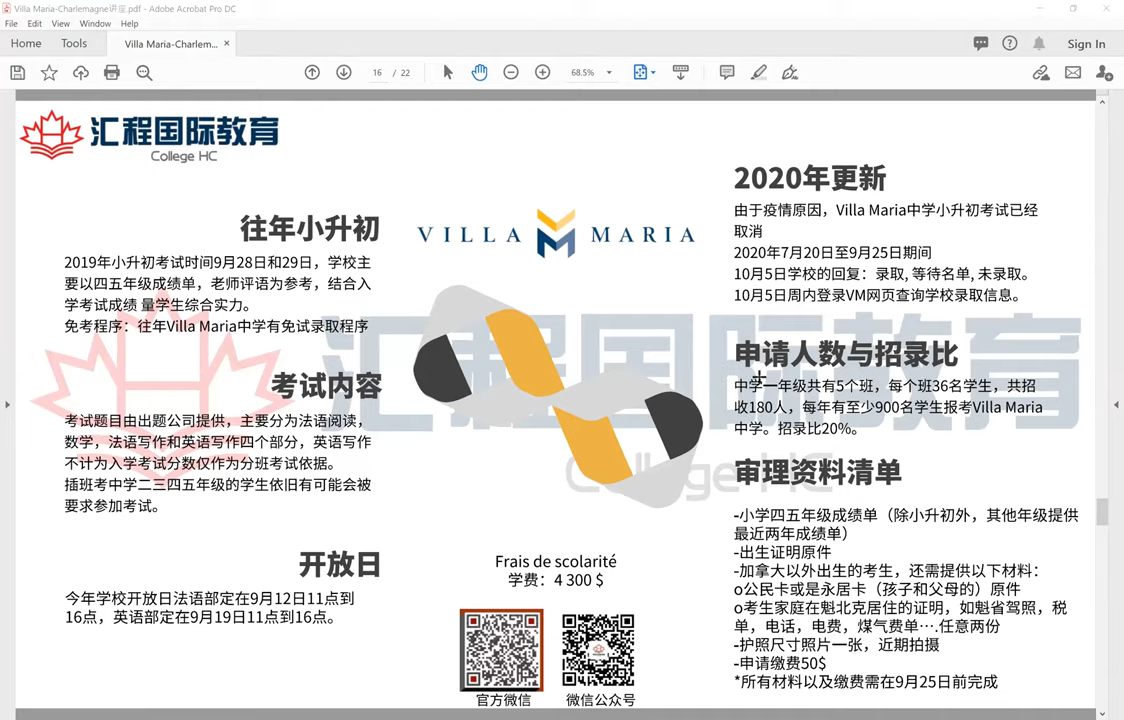 Villa Maria-Charlemagne讲座.pdf - Adobe Acrobat Pro DC
File Edit View Window Help
Home Tools Villa Maria-Charlem... × Sign In
16 / 22 68.5%
汇程国际教育
College HC
往年小升初
2019年小升初考试时间9月28日和29日，学校主
要以四五年级成绩单，老师评语为参考，结合入
学考试成绩 量学生综合实力。
免考程序：往年Villa Maria中学有免试录取程序
考试内容
考试题目由出题公司提供，主要分为法语阅读，
数学，法语写作和英语写作四个部分，英语写作
不计为入学考试分数仅作为分班考试依据。
插班考中学二三四五年级的学生依旧有可能会被
要求参加考试。
开放日
今年学校开放日法语部定在9月12日11点到
16点，英语部定在9月19日11点到16点。
VILLA MARIA
Frais de scolarité
学费：4 300 $
官方微信 微信公众号
2020年更新
由于疫情原因，Villa Maria中学小升初考试已经
取消
2020年7月20日至9月25日期间
10月5日学校的回复：录取, 等待名单, 未录取。
10月5日周内登录VM网页查询学校录取信息。
申请人数与招录比
中学一年级共有5个班，每个班36名学生，共招
收180人，每年有至少900名学生报考Villa Maria
中学。招录比20%。
审理资料清单
-小学四五年级成绩单（除小升初外，其他年级提供
最近两年成绩单）
-出生证明原件
-加拿大以外出生的考生，还需提供以下材料：
o公民卡或是永居卡（孩子和父母的）原件
o考生家庭在魁北克居住的证明，如魁省驾照，税
单，电话，电费，煤气费单….任意两份
-护照尺寸照片一张，近期拍摄
-申请缴费50$
*所有材料以及缴费需在9月25日前完成
汇程国际教育
College HC